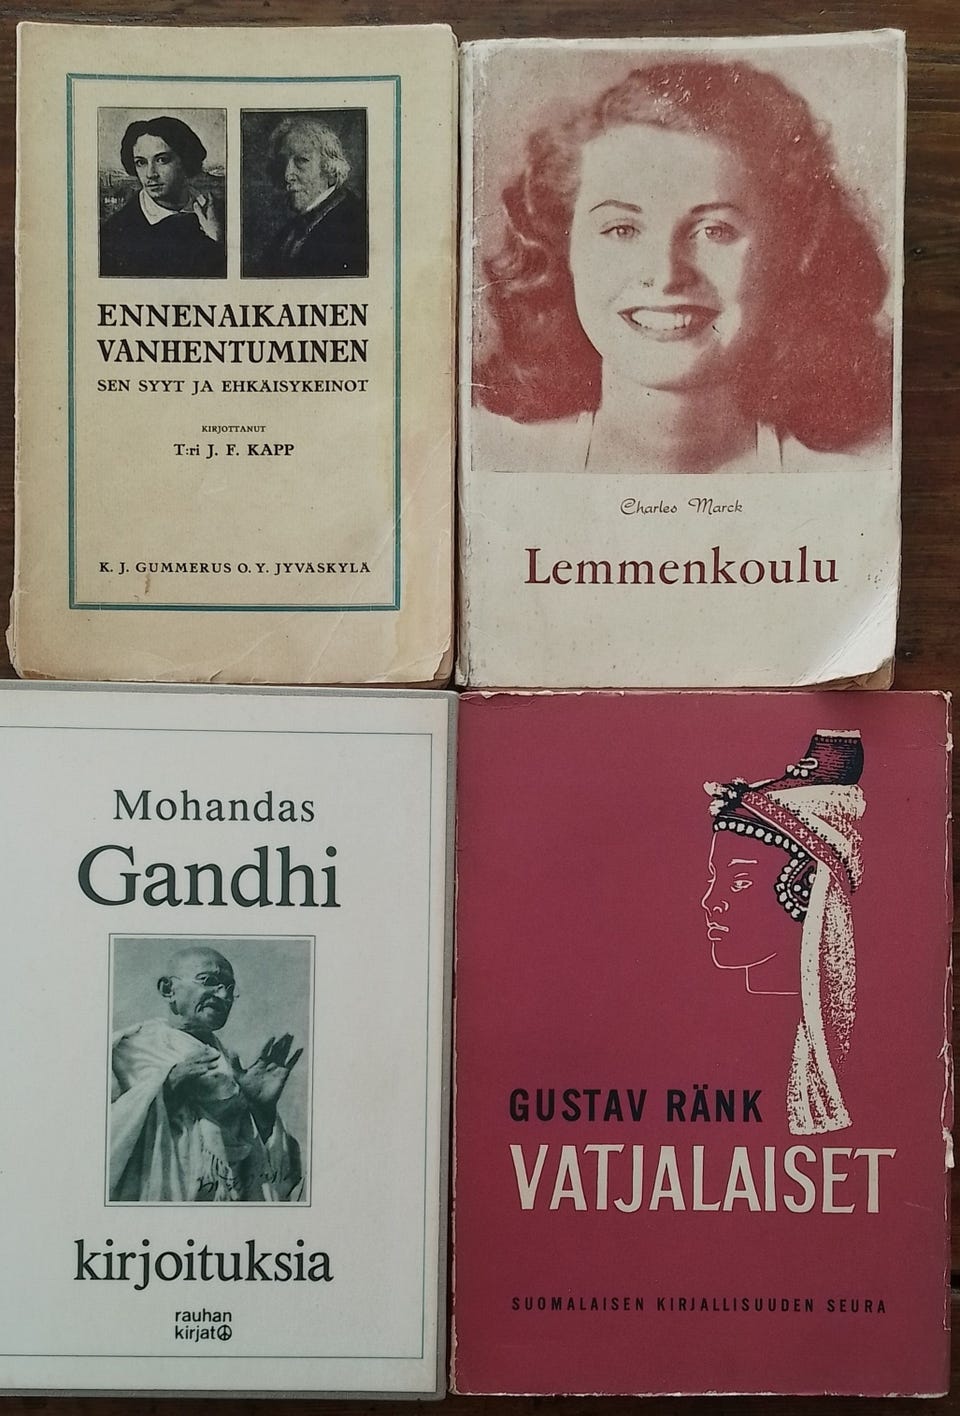 ENNENAIKAINEN
VANHENTUMINEN
SEN SYYT JA EHKÄISYKEINOT
KIRJOTTANUT
T:ri J. F. KAPP
K. J. GUMMERUS O. Y. JYVÄSKYLÄ
Charles Marck
Lemmenkoulu
Mohandas
Gandhi
kirjoituksia
rauhan
kirjat
GUSTAV RÄNK
VATJALAISET
SUOMALAISEN KIRJALLISUUDEN SEURA